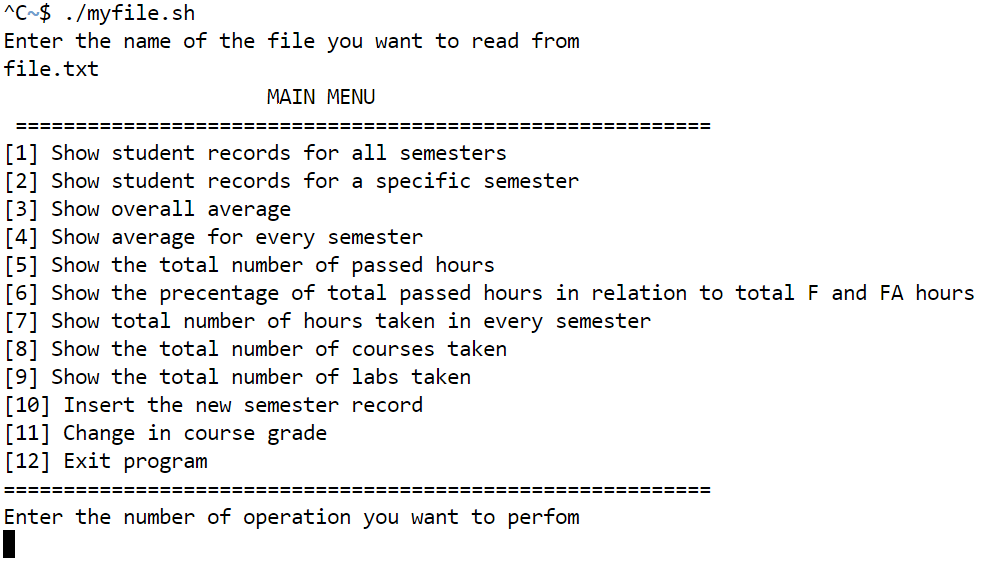 ^C~$ ./myfile.sh
Enter the name of the file you want to read from
file.txt
MAIN MENU
==========================================================
[1] Show student records for all semesters
[2] Show student records for a specific semester
[3] Show overall average
[4] Show average for every semester
[5] Show the total number of passed hours
[6] Show the precentage of total passed hours in relation to total F and FA hours
[7] Show total number of hours taken in every semester
[8] Show the total number of courses taken
[9] Show the total number of labs taken
[10] Insert the new semester record
[11] Change in course grade
[12] Exit program
===========================================================
Enter the number of operation you want to perfom